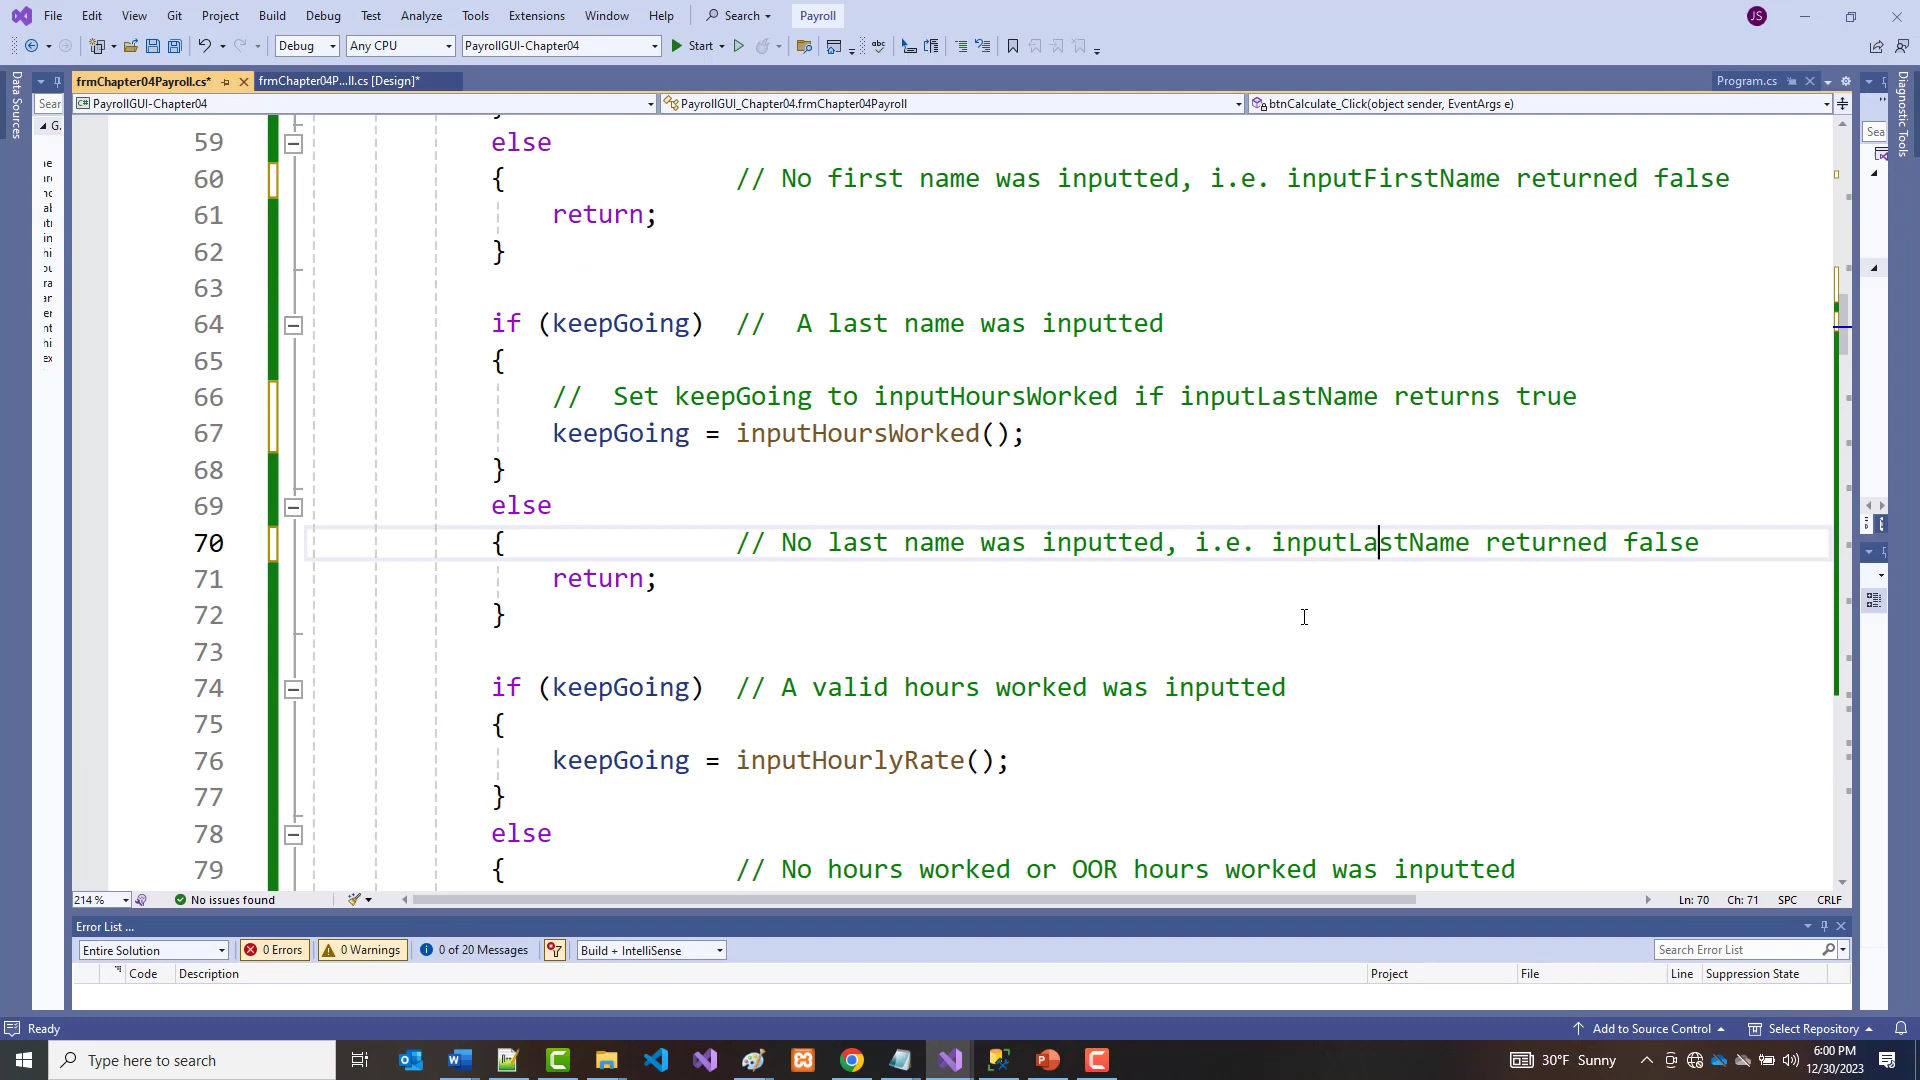 File Edit View Git Project Build Debug Test Analyze Tools Extensions Window Help Search Payroll JS
Debug Any CPU PayrollGUI-Chapter04 Start
frmChapter04Payroll.cs* frmChapter04P...ll.cs [Design]* Program.cs
PayrollGUI-Chapter04 PayrollGUI_Chapter04.frmChapter04Payroll btnCalculate_Click(object sender, EventArgs e)
Data Sources
Diagnostic Tools
Sear
G.
Sea
59 else
60 { // No first name was inputted, i.e. inputFirstName returned false
61 return;
62 }
63
64 if (keepGoing) // A last name was inputted
65 {
66 // Set keepGoing to inputHoursWorked if inputLastName returns true
67 keepGoing = inputHoursWorked();
68 }
69 else
70 { // No last name was inputted, i.e. inputLastName returned false
71 return;
72 }
73
74 if (keepGoing) // A valid hours worked was inputted
75 {
76 keepGoing = inputHourlyRate();
77 }
78 else
79 { // No hours worked or OOR hours worked was inputted
214 % No issues found Ln: 70 Ch: 71 SPC CRLF
Error List ...
Entire Solution 0 Errors 0 Warnings 0 of 20 Messages Build + IntelliSense Search Error List
Code Description Project File Line Suppression State
Ready Add to Source Control Select Repository
Type here to search 30°F Sunny 6:00 PM
12/30/2023